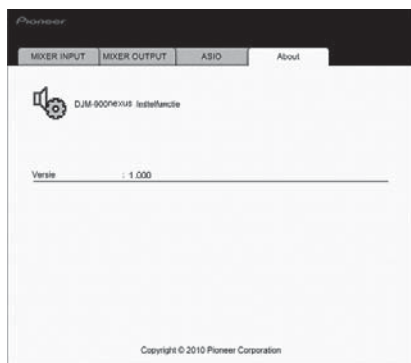 Pioneer
MIXER INPUT MIXER OUTPUT ASIO About
DJM-900nexus Instelfunctie
Versie : 1.000
Copyright © 2010 Pioneer Corporation